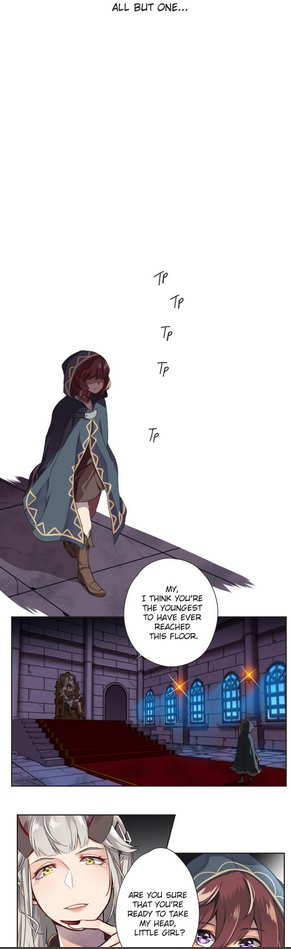 ALL BUT ONE...
TP
TP
TP
TP
TP
MY,
I THINK YOU'RE
THE YOUNGEST
TO HAVE EVER
REACHED
THIS FLOOR.
ARE YOU SURE
THAT YOU'RE
READY TO TAKE
MY HEAD,
LITTLE GIRL?